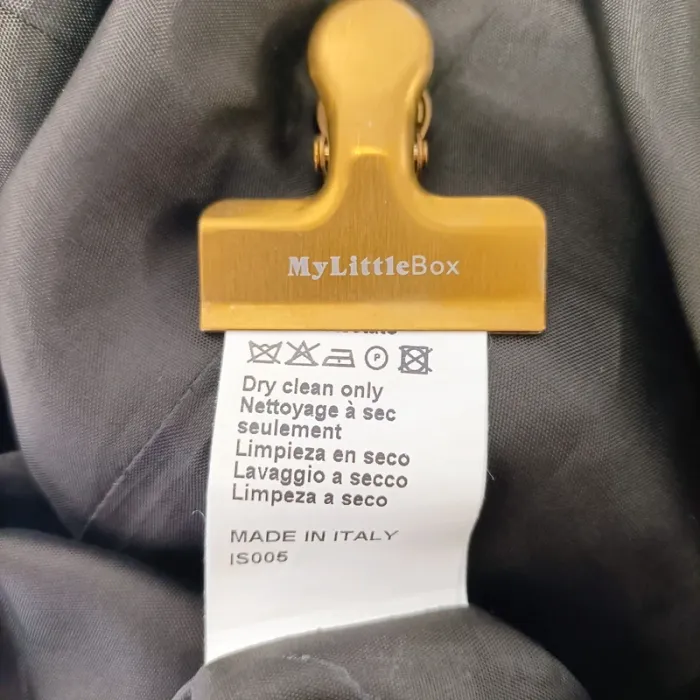 MyLittleBox
P
Dry clean only
Nettoyage à sec
seulement
Limpieza en seco
Lavaggio a secco
Limpeza a seco
MADE IN ITALY
IS005